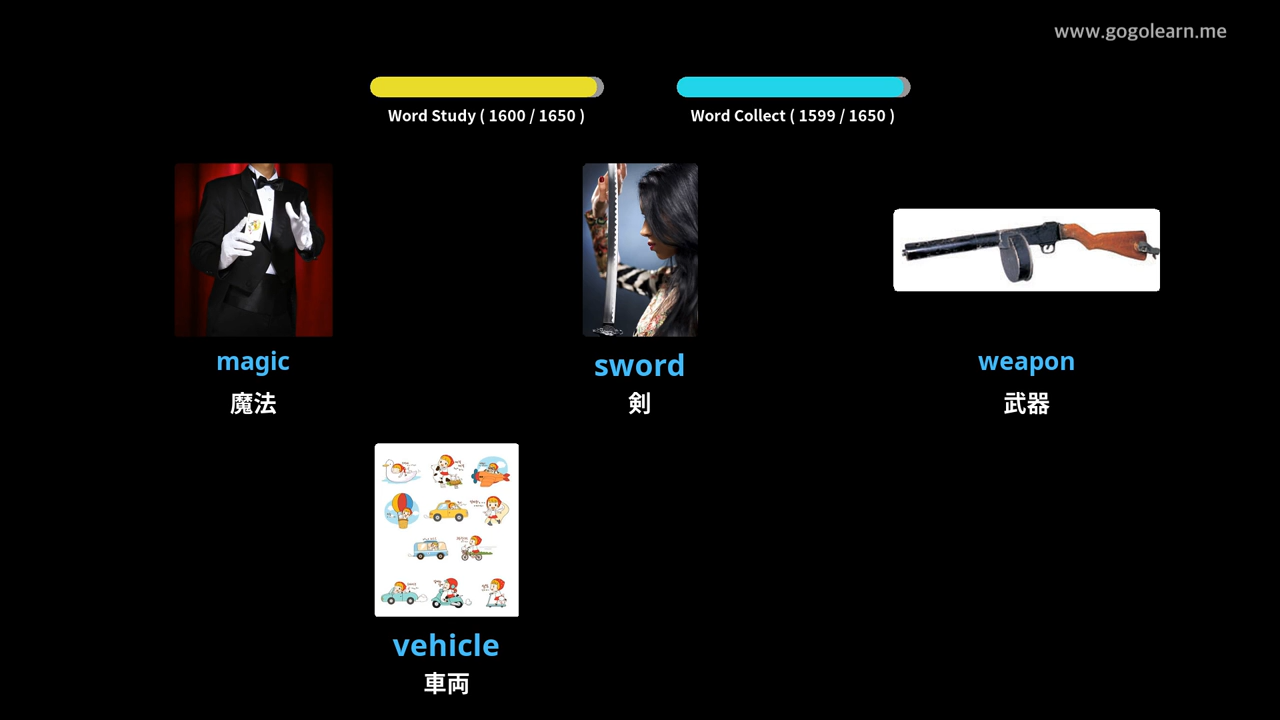 www.gogolearn.me
Word Study ( 1600 / 1650 )
Word Collect ( 1599 / 1650 )
magic
魔法
sword
剣
weapon
武器
vehicle
車両